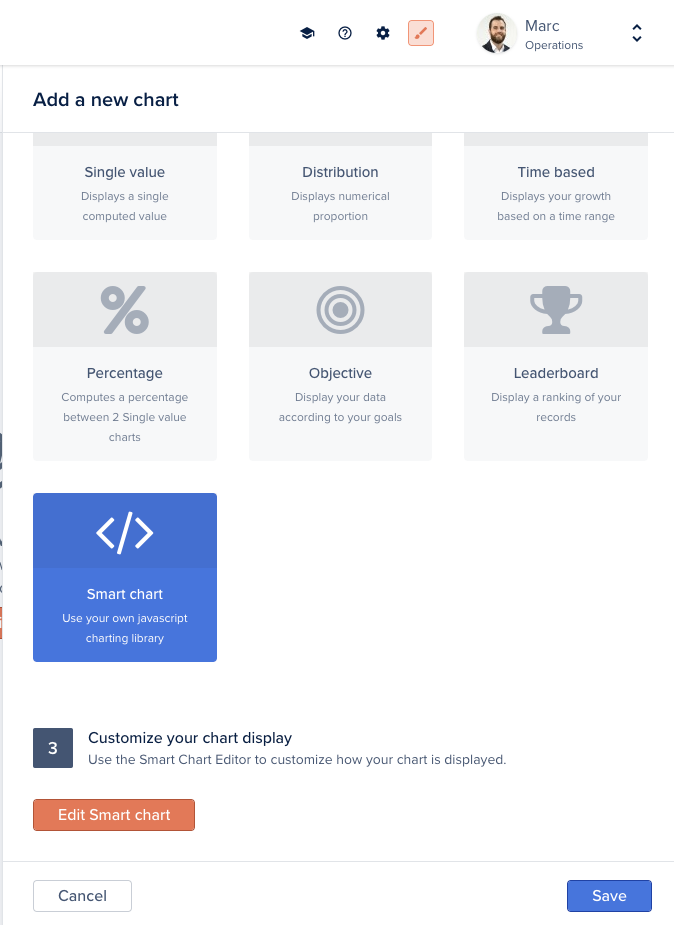 Marc
Operations
Add a new chart
Single value
Displays a single
computed value
Distribution
Displays numerical
proportion
Time based
Displays your growth
based on a time range
Percentage
Computes a percentage
between 2 Single value
charts
Objective
Display your data
according to your goals
Leaderboard
Display a ranking of your
records
Smart chart
Use your own javascript
charting library
3
Customize your chart display
Use the Smart Chart Editor to customize how your chart is displayed.
Edit Smart chart
Cancel
Save